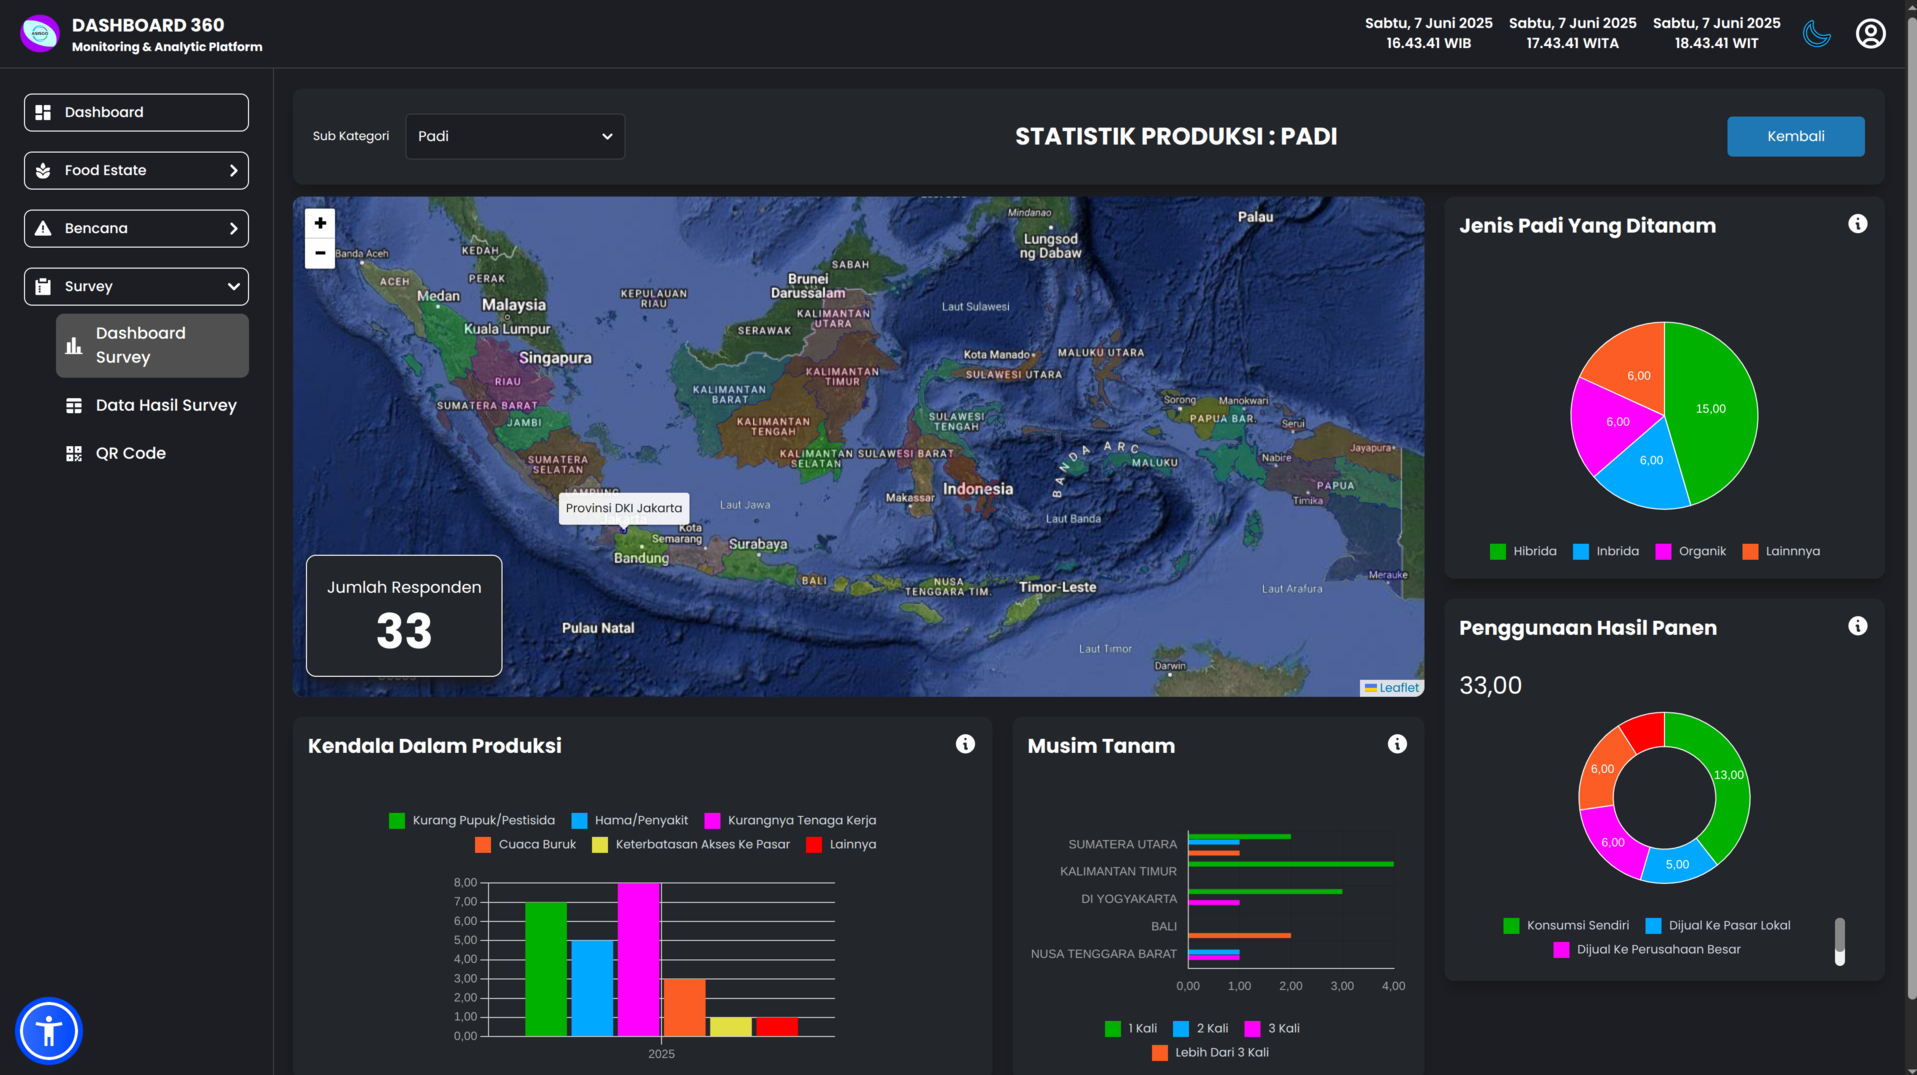 DASHBOARD 360
Monitoring & Analytic Platform
Sabtu, 7 Juni 2025
16.43.41 WIB
Sabtu, 7 Juni 2025
17.43.41 WITA
Sabtu, 7 Juni 2025
18.43.41 WIT
Dashboard
Food Estate
Bencana
Survey
Dashboard
Survey
Data Hasil Survey
QR Code
Sub Kategori
Padi
STATISTIK PRODUKSI : PADI
Kembali
+
−
Banda Aceh
ACEH
Medan
KEDAH
PERAK
Malaysia
Kuala Lumpur
Singapura
RIAU
SUMATERA BARAT
JAMBI
SUMATERA
SELATAN
LAMPUNG
KEPULAUAN
RIAU
SABAH
Brunei
Darussalam
KALIMANTAN
UTARA
SERAWAK
KALIMANTAN
BARAT
KALIMANTAN
TIMUR
KALIMANTAN
TENGAH
KALIMANTAN
SELATAN
SULAWESI BARAT
Mindanao
Lungsod
ng Dabaw
Palau
Laut Sulawesi
Kota Manado
MALUKU UTARA
SULAWESI UTARA
SULAWESI
TENGAH
Sorong
Manokwari
PAPUA BAR.
Serui
Jayapura
Nabire
PAPUA
Timika
BANDA ARC
MALUKU
Indonesia
Makassar
Laut Banda
Provinsi DKI Jakarta
Laut Jawa
Kota
Semarang
Bandung
Surabaya
BALI
NUSA
TENGGARA TIM.
Timor-Leste
Merauke
Laut Arafura
Pulau Natal
Laut Timor
Darwin
Leaflet
Jumlah Responden
33
Jenis Padi Yang Ditanam
6,00
15,00
6,00
6,00
Hibrida
Inbrida
Organik
Lainnnya
Penggunaan Hasil Panen
33,00
6,00
13,00
6,00
5,00
Konsumsi Sendiri
Dijual Ke Pasar Lokal
Dijual Ke Perusahaan Besar
Kendala Dalam Produksi
Kurang Pupuk/Pestisida
Hama/Penyakit
Kurangnya Tenaga Kerja
Cuaca Buruk
Keterbatasan Akses Ke Pasar
Lainnya
8,00
7,00
6,00
5,00
4,00
3,00
2,00
1,00
0,00
2025
Musim Tanam
SUMATERA UTARA
KALIMANTAN TIMUR
DI YOGYAKARTA
BALI
NUSA TENGGARA BARAT
0,00
1,00
2,00
3,00
4,00
1 Kali
2 Kali
3 Kali
Lebih Dari 3 Kali